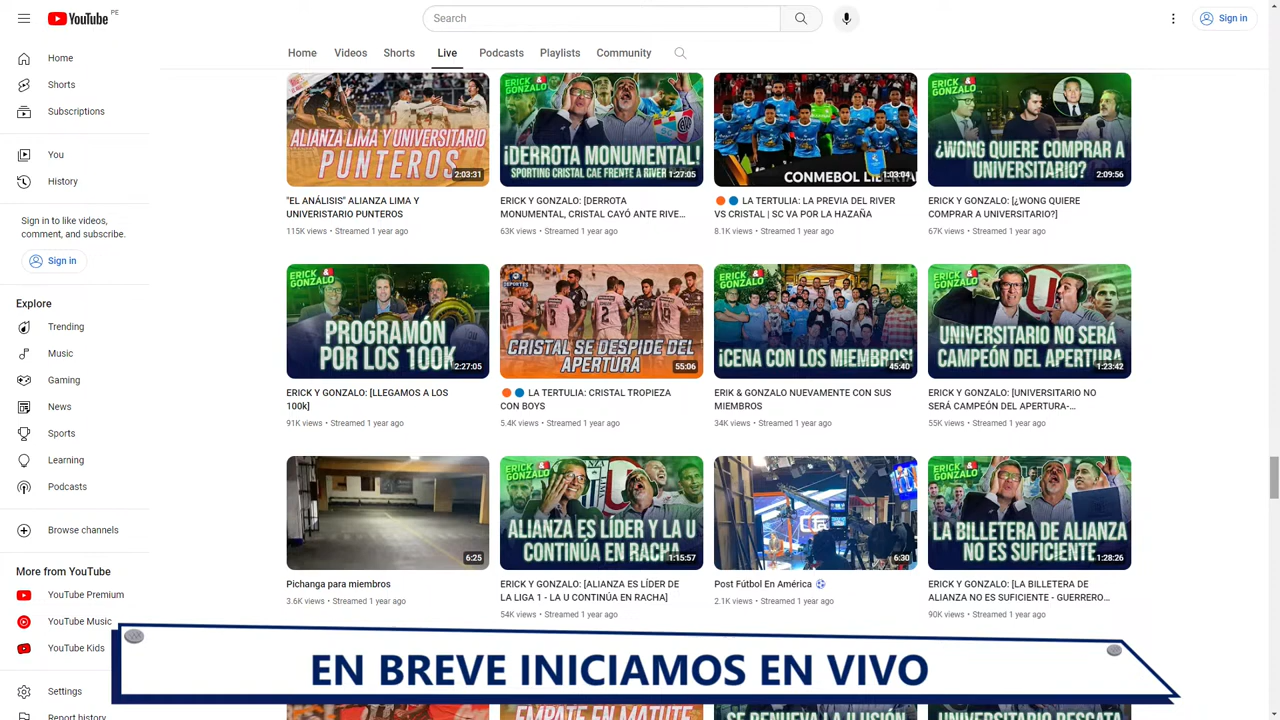 YouTube PE
Search
Sign in
Home
Videos
Shorts
Live
Podcasts
Playlists
Community
Home
Shorts
Subscriptions
You
History
Sign in to like videos,
comment, and subscribe.
Sign in
Explore
Trending
Music
Gaming
News
Sports
Learning
Podcasts
Browse channels
More from YouTube
YouTube Premium
YouTube Music
YouTube Kids
Settings
Report history
ALIANZA LIMA Y UNIVERSITARIO
PUNTEROS
2:03:31
"EL ANÁLISIS" ALIANZA LIMA Y
UNIVERISTARIO PUNTEROS
115K views • Streamed 1 year ago
ERICK &
GONZALO
¡DERROTA MONUMENTAL!
SPORTING CRISTAL CAE FRENTE A RIVER
1:27:05
ERICK Y GONZALO: [DERROTA
MONUMENTAL, CRISTAL CAYÓ ANTE RIVE...
63K views • Streamed 1 year ago
CONMEBOL LIBERTA
1:03:04
LA TERTULIA: LA PREVIA DEL RIVER
VS CRISTAL | SC VA POR LA HAZAÑA
8.1K views • Streamed 1 year ago
ERICK &
GONZALO
¿WONG QUIERE COMPRAR A
UNIVERSITARIO?
2:09:56
ERICK Y GONZALO: [¿WONG QUIERE
COMPRAR A UNIVERSITARIO?]
67K views • Streamed 1 year ago
ERICK &
GONZALO
PROGRAMÓN
POR LOS 100K
2:27:05
ERICK Y GONZALO: [LLEGAMOS A LOS
100k]
91K views • Streamed 1 year ago
DEPORTES
CRISTAL SE DESPIDE DEL
APERTURA
55:06
LA TERTULIA: CRISTAL TROPIEZA
CON BOYS
5.4K views • Streamed 1 year ago
ERICK &
GONZALO
¡CENA CON LOS MIEMBROS!
45:40
ERIK & GONZALO NUEVAMENTE CON SUS
MIEMBROS
34K views • Streamed 1 year ago
ERICK &
GONZALO
UNIVERSITARIO NO SERÁ
CAMPEÓN DEL APERTURA
1:23:42
ERICK Y GONZALO: [UNIVERSITARIO NO
SERÁ CAMPEÓN DEL APERTURA-...
55K views • Streamed 1 year ago
6:25
Pichanga para miembros
3.6K views • Streamed 1 year ago
ERICK &
GONZALO
ALIANZA ES LÍDER Y LA U
CONTINÚA EN RACHA
1:15:57
ERICK Y GONZALO: [ALIANZA ES LÍDER DE
LA LIGA 1 - LA U CONTINÚA EN RACHA]
54K views • Streamed 1 year ago
6:30
Post Fútbol En América
2.1K views • Streamed 1 year ago
ERICK &
GONZALO
LA BILLETERA DE ALIANZA
NO ES SUFICIENTE
1:28:26
ERICK Y GONZALO: [LA BILLETERA DE
ALIANZA NO ES SUFICIENTE - GUERRERO...
90K views • Streamed 1 year ago
EN BREVE INICIAMOS EN VIVO
EMPATE EN MATUTE
SE RENUEVA LA ILUSIÓN
UNIVERSITARIO RESCATA